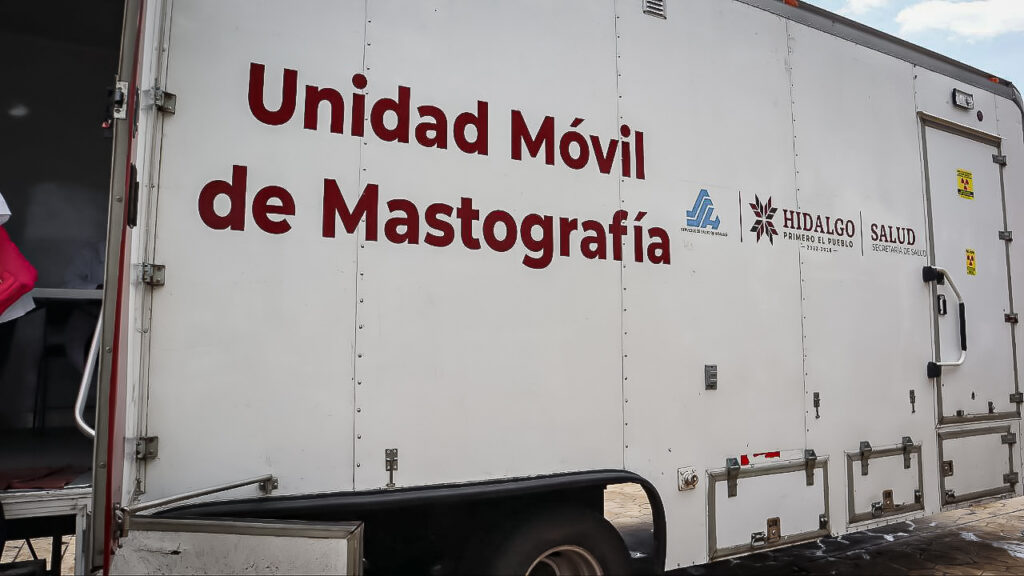 Unidad Móvil
de Mastografía
HIDALGO
PRIMERO EL PUEBLO
SALUD
SECRETARÍA DE SALUD